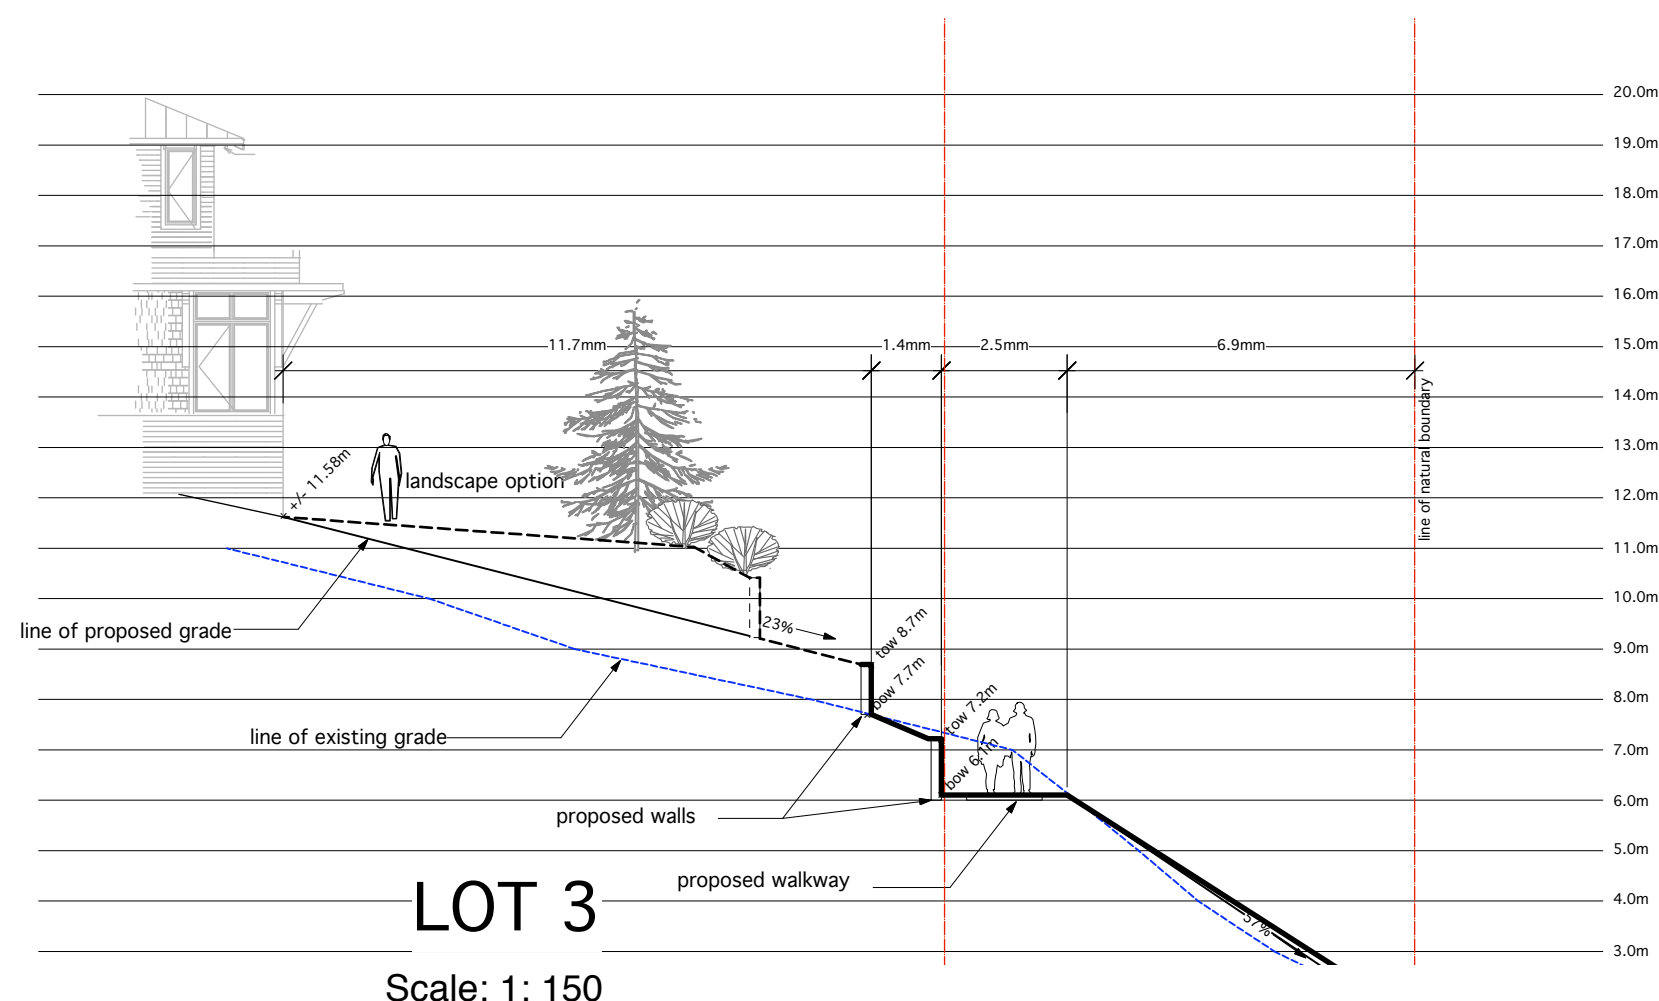 20.0m
19.0m
18.0m
17.0m
16.0m
11.7mm 1.4mm 2.5mm 6.9mm 15.0m
14.0m
line of natural boundary
13.0m
+/- 11.58m
landscape option
12.0m
11.0m
10.0m
line of proposed grade
23%
tow 8.7m
9.0m
bow 7.7m
8.0m
tow 7.2m
line of existing grade
bow 6.1m
7.0m
6.0m
proposed walls
5.0m
proposed walkway
LOT 3
4.0m
57%
3.0m
Scale: 1: 150